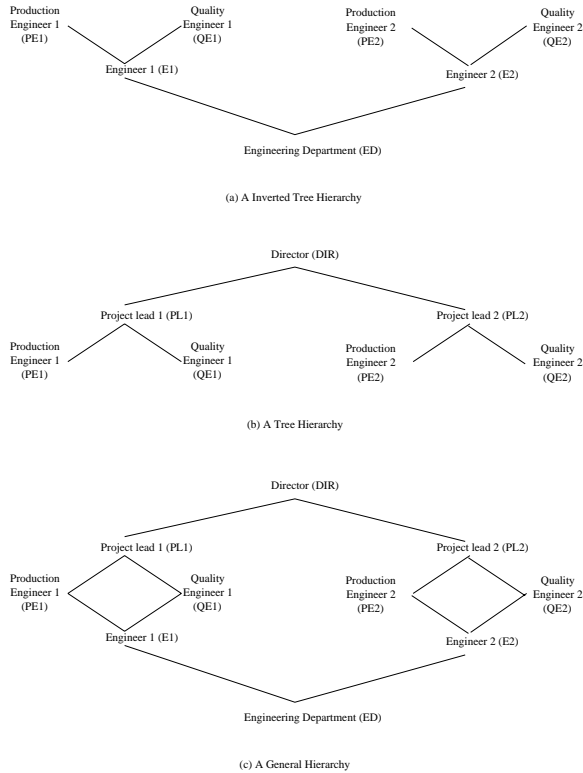 Production
Engineer 1
(PE1)
Quality
Engineer 1
(QE1)
Production
Engineer 2
(PE2)
Quality
Engineer 2
(QE2)
Engineer 1 (E1)
Engineer 2 (E2)
Engineering Department (ED)
(a) A Inverted Tree Hierarchy
Director (DIR)
Project lead 1 (PL1)
Project lead 2 (PL2)
Production
Engineer 1
(PE1)
Quality
Engineer 1
(QE1)
Production
Engineer 2
(PE2)
Quality
Engineer 2
(QE2)
(b) A Tree Hierarchy
Director (DIR)
Project lead 1 (PL1)
Project lead 2 (PL2)
Production
Engineer 1
(PE1)
Quality
Engineer 1
(QE1)
Production
Engineer 2
(PE2)
Quality
Engineer 2
(QE2)
Engineer 1 (E1)
Engineer 2 (E2)
Engineering Department (ED)
(c) A General Hierarchy